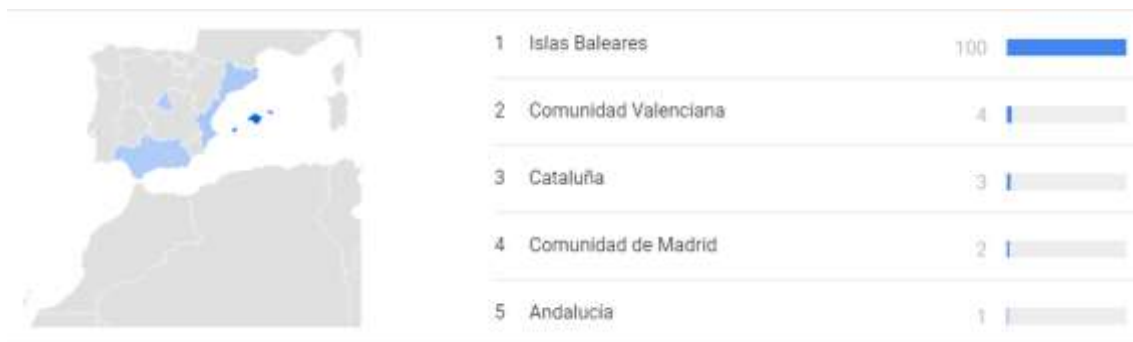 1 Islas Baleares 100
2 Comunidad Valenciana 4
3 Cataluña 3
4 Comunidad de Madrid 2
5 Andalucía 1